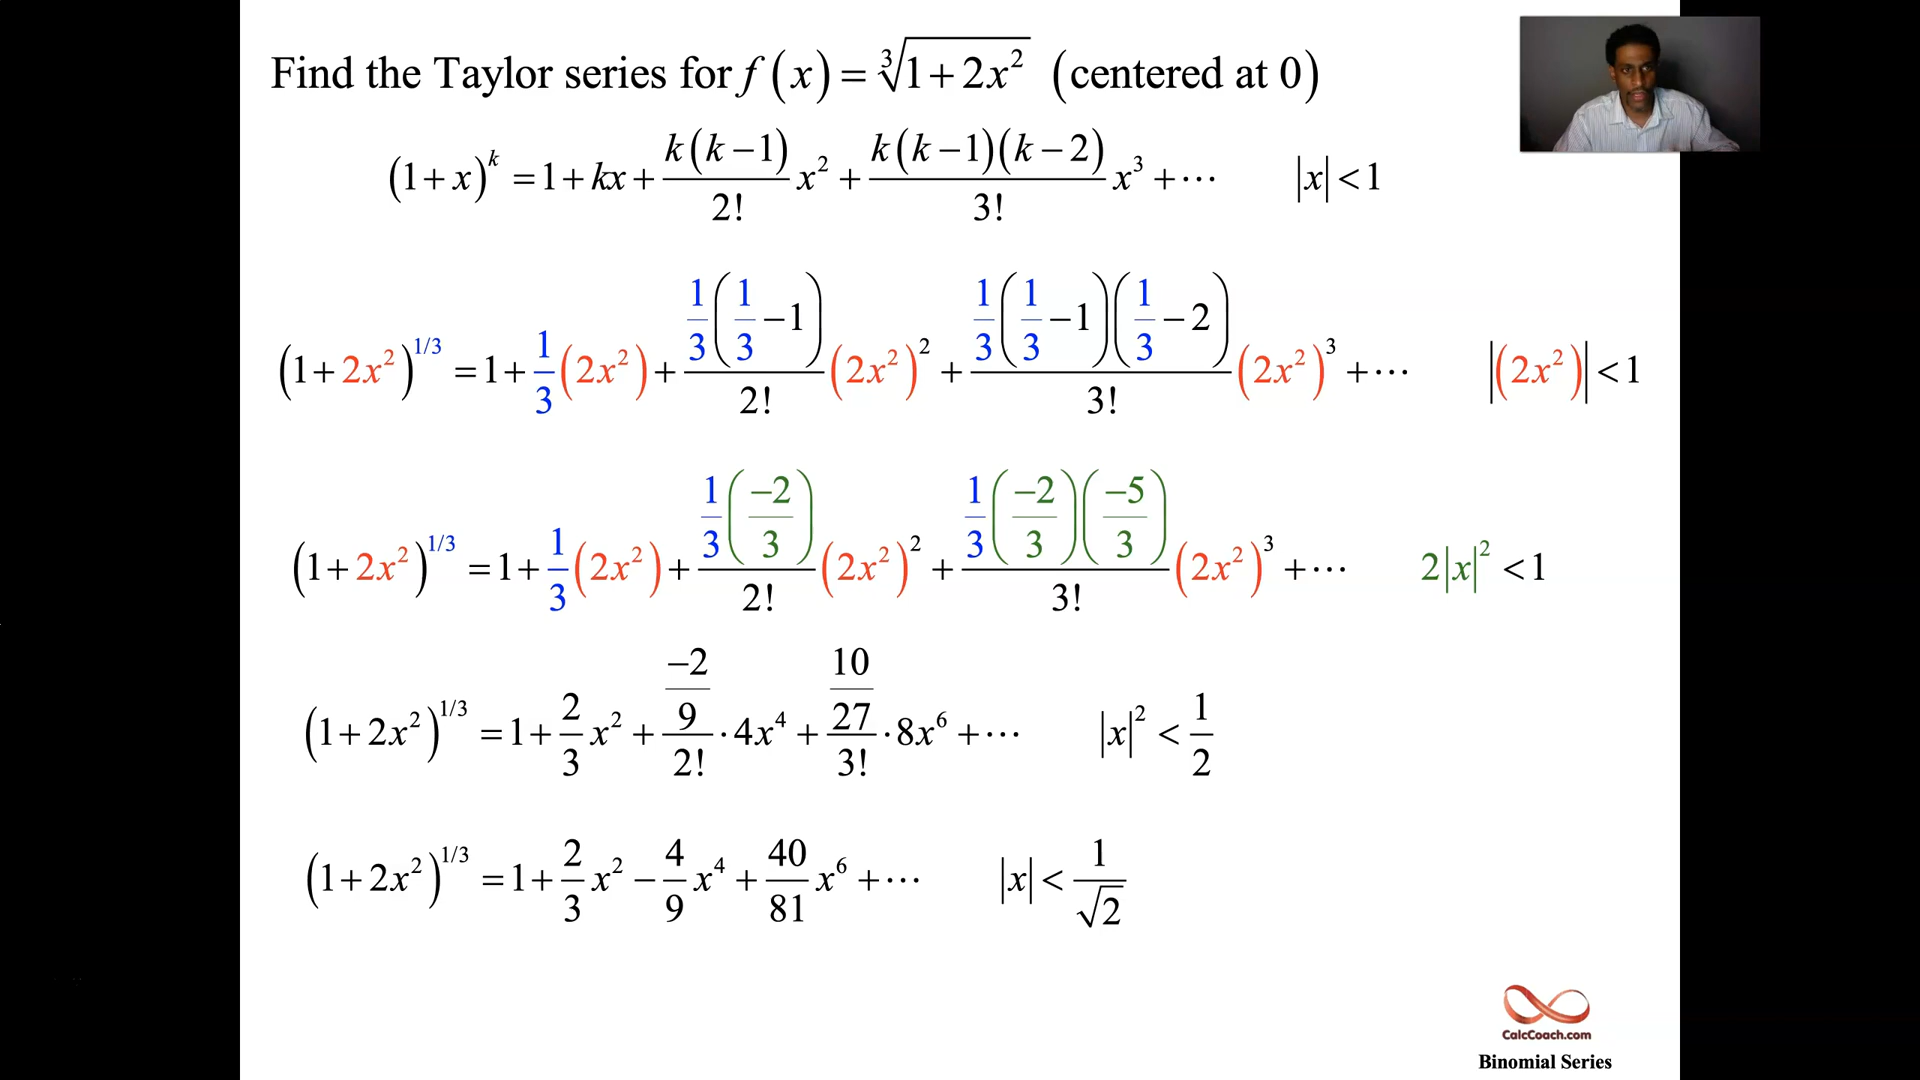 Find the Taylor series for f(x) = ∛(1+2x²) (centered at 0)
(1+x)^k = 1 + kx + k(k−1)/2! x² + k(k−1)(k−2)/3! x³ + ⋯ |x| < 1
(1+2x²)^(1/3) = 1 + 1/3(2x²) + 1/3(1/3−1)/2! (2x²)² + 1/3(1/3−1)(1/3−2)/3! (2x²)³ + ⋯ |(2x²)| < 1
(1+2x²)^(1/3) = 1 + 1/3(2x²) + 1/3(−2/3)/2! (2x²)² + 1/3(−2/3)(−5/3)/3! (2x²)³ + ⋯ 2|x|² < 1
(1+2x²)^(1/3) = 1 + 2/3 x² + (−2/9)/2! · 4x⁴ + (10/27)/3! · 8x⁶ + ⋯ |x|² < 1/2
(1+2x²)^(1/3) = 1 + 2/3 x² − 4/9 x⁴ + 40/81 x⁶ + ⋯ |x| < 1/√2
CalcCoach.com
Binomial Series